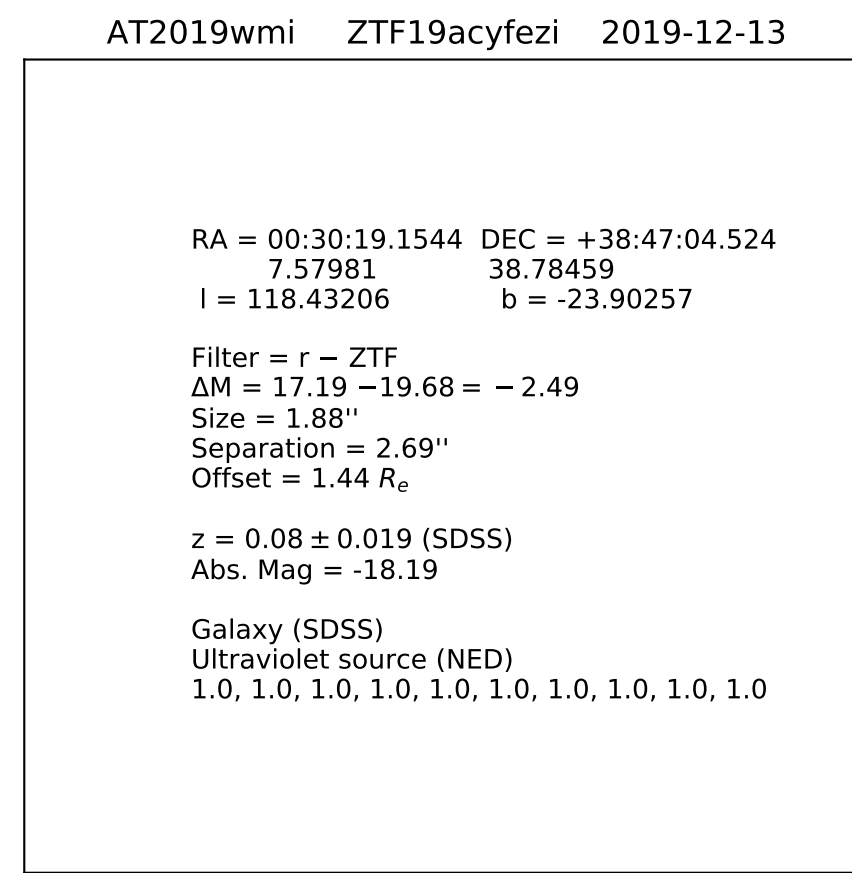 AT2019wmi ZTF19acyfezi 2019-12-13
RA = 00:30:19.1544 DEC = +38:47:04.524
7.57981 38.78459
l = 118.43206 b = -23.90257
Filter = r − ZTF
ΔM = 17.19 −19.68 = − 2.49
Size = 1.88''
Separation = 2.69''
Offset = 1.44 Re
z = 0.08 ± 0.019 (SDSS)
Abs. Mag = -18.19
Galaxy (SDSS)
Ultraviolet source (NED)
1.0, 1.0, 1.0, 1.0, 1.0, 1.0, 1.0, 1.0, 1.0, 1.0